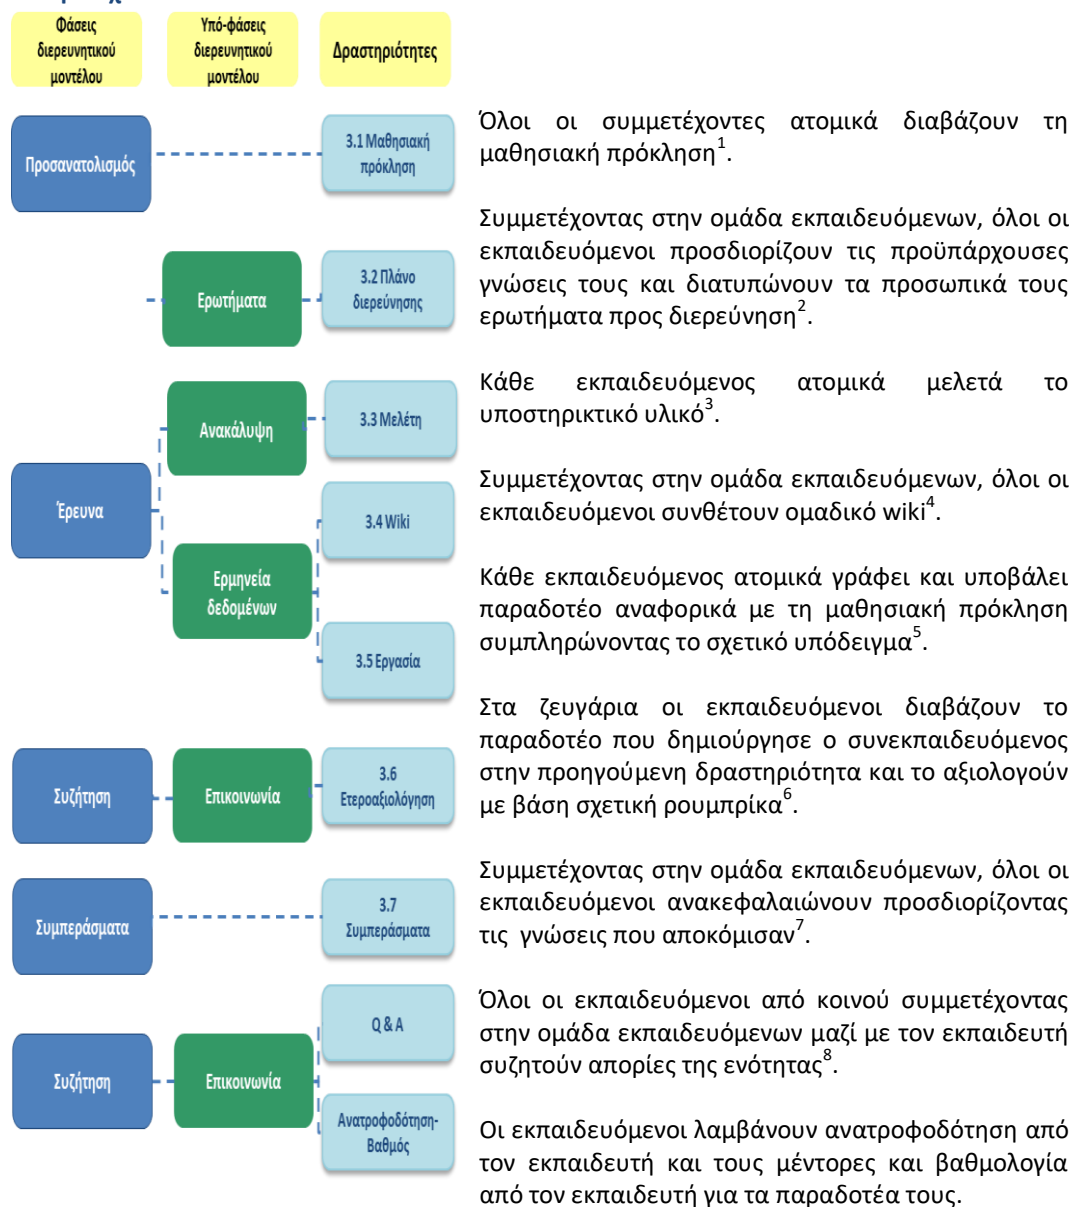 Φάσεις
διερευνητικού
μοντέλου
Υπό-φάσεις
διερευνητικού
μοντέλου
Δραστηριότητες
Προσανατολισμός
3.1 Μαθησιακή
πρόκληση
Όλοι οι συμμετέχοντες ατομικά διαβάζουν τη
μαθησιακή πρόκληση1.
Ερωτήματα
3.2 Πλάνο
διερεύνησης
Συμμετέχοντας στην ομάδα εκπαιδευόμενων, όλοι οι
εκπαιδευόμενοι προσδιορίζουν τις προϋπάρχουσες
γνώσεις τους και διατυπώνουν τα προσωπικά τους
ερωτήματα προς διερεύνηση2.
Έρευνα
Ανακάλυψη
3.3 Μελέτη
Κάθε εκπαιδευόμενος ατομικά μελετά το
υποστηρικτικό υλικό3.
Ερμηνεία
δεδομένων
3.4 Wiki
Συμμετέχοντας στην ομάδα εκπαιδευόμενων, όλοι οι
εκπαιδευόμενοι συνθέτουν ομαδικό wiki4.
3.5 Εργασία
Κάθε εκπαιδευόμενος ατομικά γράφει και υποβάλει
παραδοτέο αναφορικά με τη μαθησιακή πρόκληση
συμπληρώνοντας το σχετικό υπόδειγμα5.
Συζήτηση
Επικοινωνία
3.6
Ετεροαξιολόγηση
Στα ζευγάρια οι εκπαιδευόμενοι διαβάζουν το
παραδοτέο που δημιούργησε ο συνεκπαιδευόμενος
στην προηγούμενη δραστηριότητα και το αξιολογούν
με βάση σχετική ρουμπρίκα6.
Συμπεράσματα
3.7
Συμπεράσματα
Συμμετέχοντας στην ομάδα εκπαιδευόμενων, όλοι οι
εκπαιδευόμενοι ανακεφαλαιώνουν προσδιορίζοντας
τις γνώσεις που αποκόμισαν7.
Συζήτηση
Επικοινωνία
Q & A
Όλοι οι εκπαιδευόμενοι από κοινού συμμετέχοντας
στην ομάδα εκπαιδευόμενων μαζί με τον εκπαιδευτή
συζητούν απορίες της ενότητας8.
Ανατροφοδότηση-
Βαθμός
Οι εκπαιδευόμενοι λαμβάνουν ανατροφοδότηση από
τον εκπαιδευτή και τους μέντορες και βαθμολογία
από τον εκπαιδευτή για τα παραδοτέα τους.